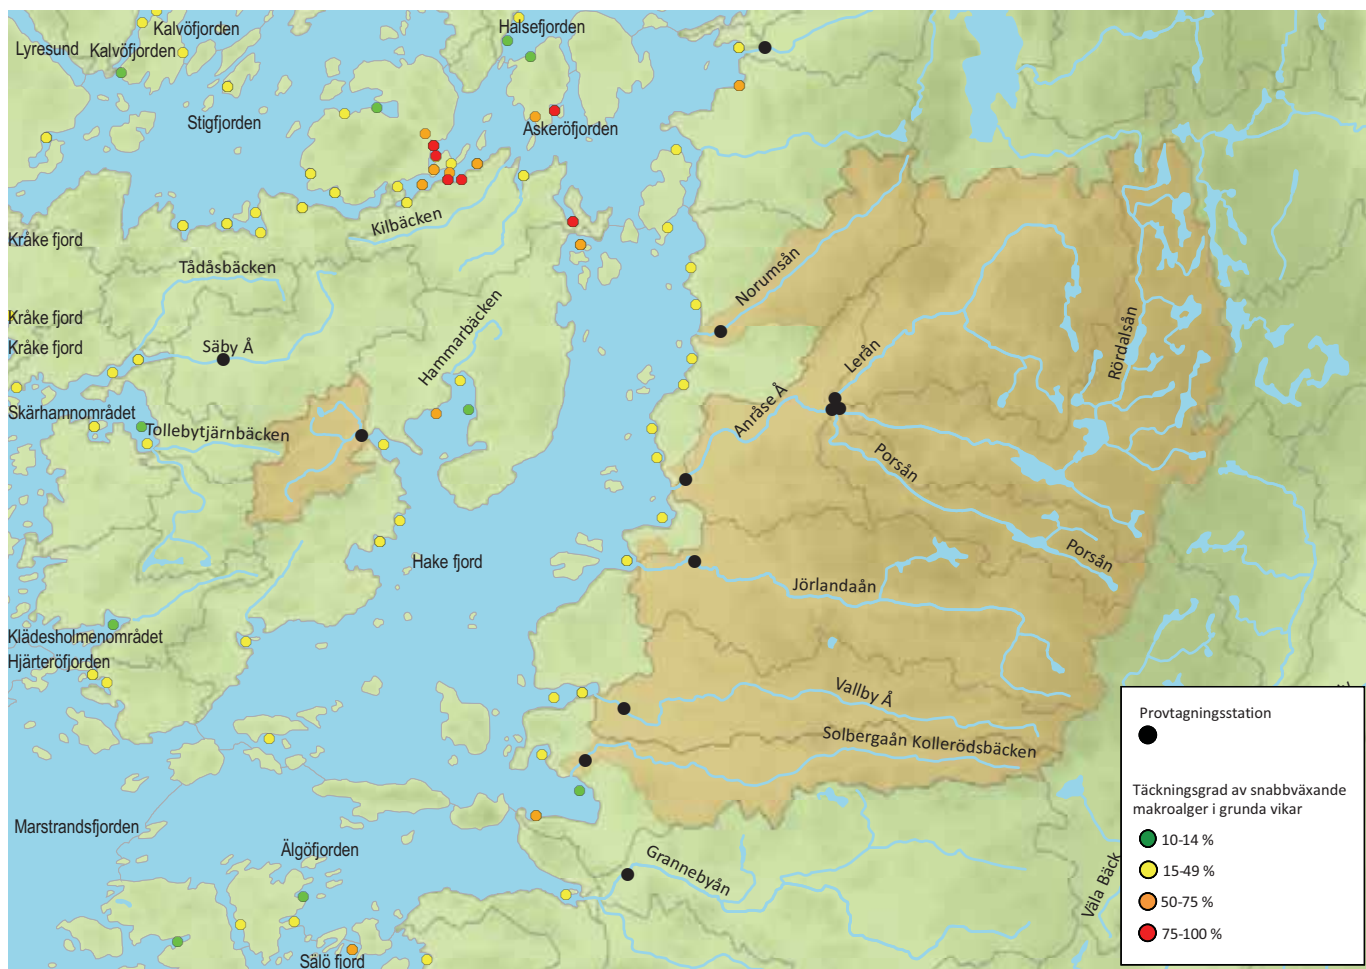 Kalvöfjorden
Halsefjorden
Lyresund
Kalvöfjorden
Stigfjorden
Askeröfjorden
Kilbäcken
Kråke fjord
Tådåsbäcken
Norumsån
Kråke fjord
Hammarbäcken
Rördalsån
Säby Å
Kråke fjord
Lerån
Anråse Å
Skärhamnområdet
Tollebytjärnbäcken
Porsån
Porsån
Hake fjord
Jörlandaån
Klädesholmenområdet
Hjärteröfjorden
Vallby Å
Solbergaån Kollerödsbäcken
Marstrandsfjorden
Älgöfjorden
Grannebyån
Väla Bäck
Sälö fjord
Provtagningsstation
Täckningsgrad av snabbväxande
makroalger i grunda vikar
10-14 %
15-49 %
50-75 %
75-100 %